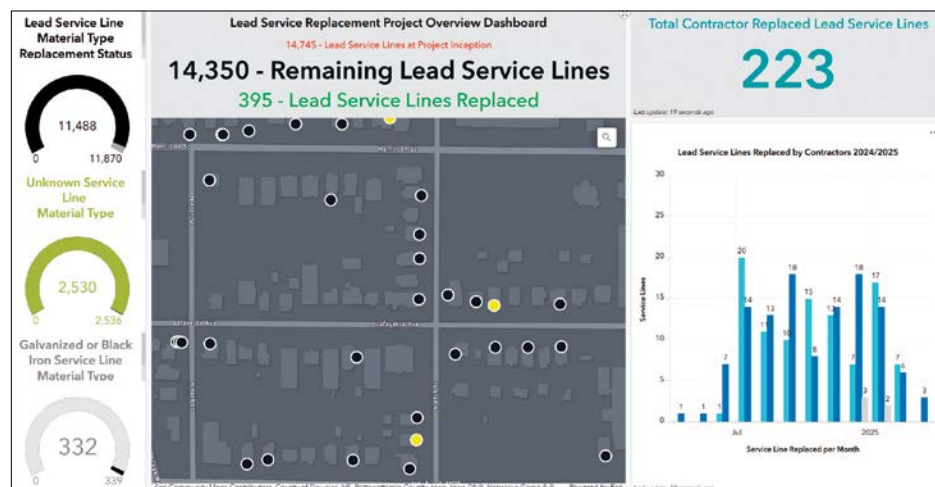 Lead Service Line
Material Type
Replacement Status
11,488
0
11,870
Unknown Service
Line
Material Type
2,530
0
2,536
Galvanized or Black
Iron Service Line
Material Type
332
0
339
Lead Service Replacement Project Overview Dashboard
14,745 - Lead Service Lines at Project Inception
14,350 - Remaining Lead Service Lines
395 - Lead Service Lines Replaced
Lafayette Ave
Powered by Esri
Total Contractor Replaced Lead Service Lines
223
Last update: 19 seconds ago
Lead Service Lines Replaced by Contractors 2024/2025
Service Lines
30
25
20
15
10
5
0
1
1
1
7
20
14
11
13
10
18
15
8
13
14
7
18
3
17
14
2
7
6
3
Jul
2025
Service Line Replaced per Month